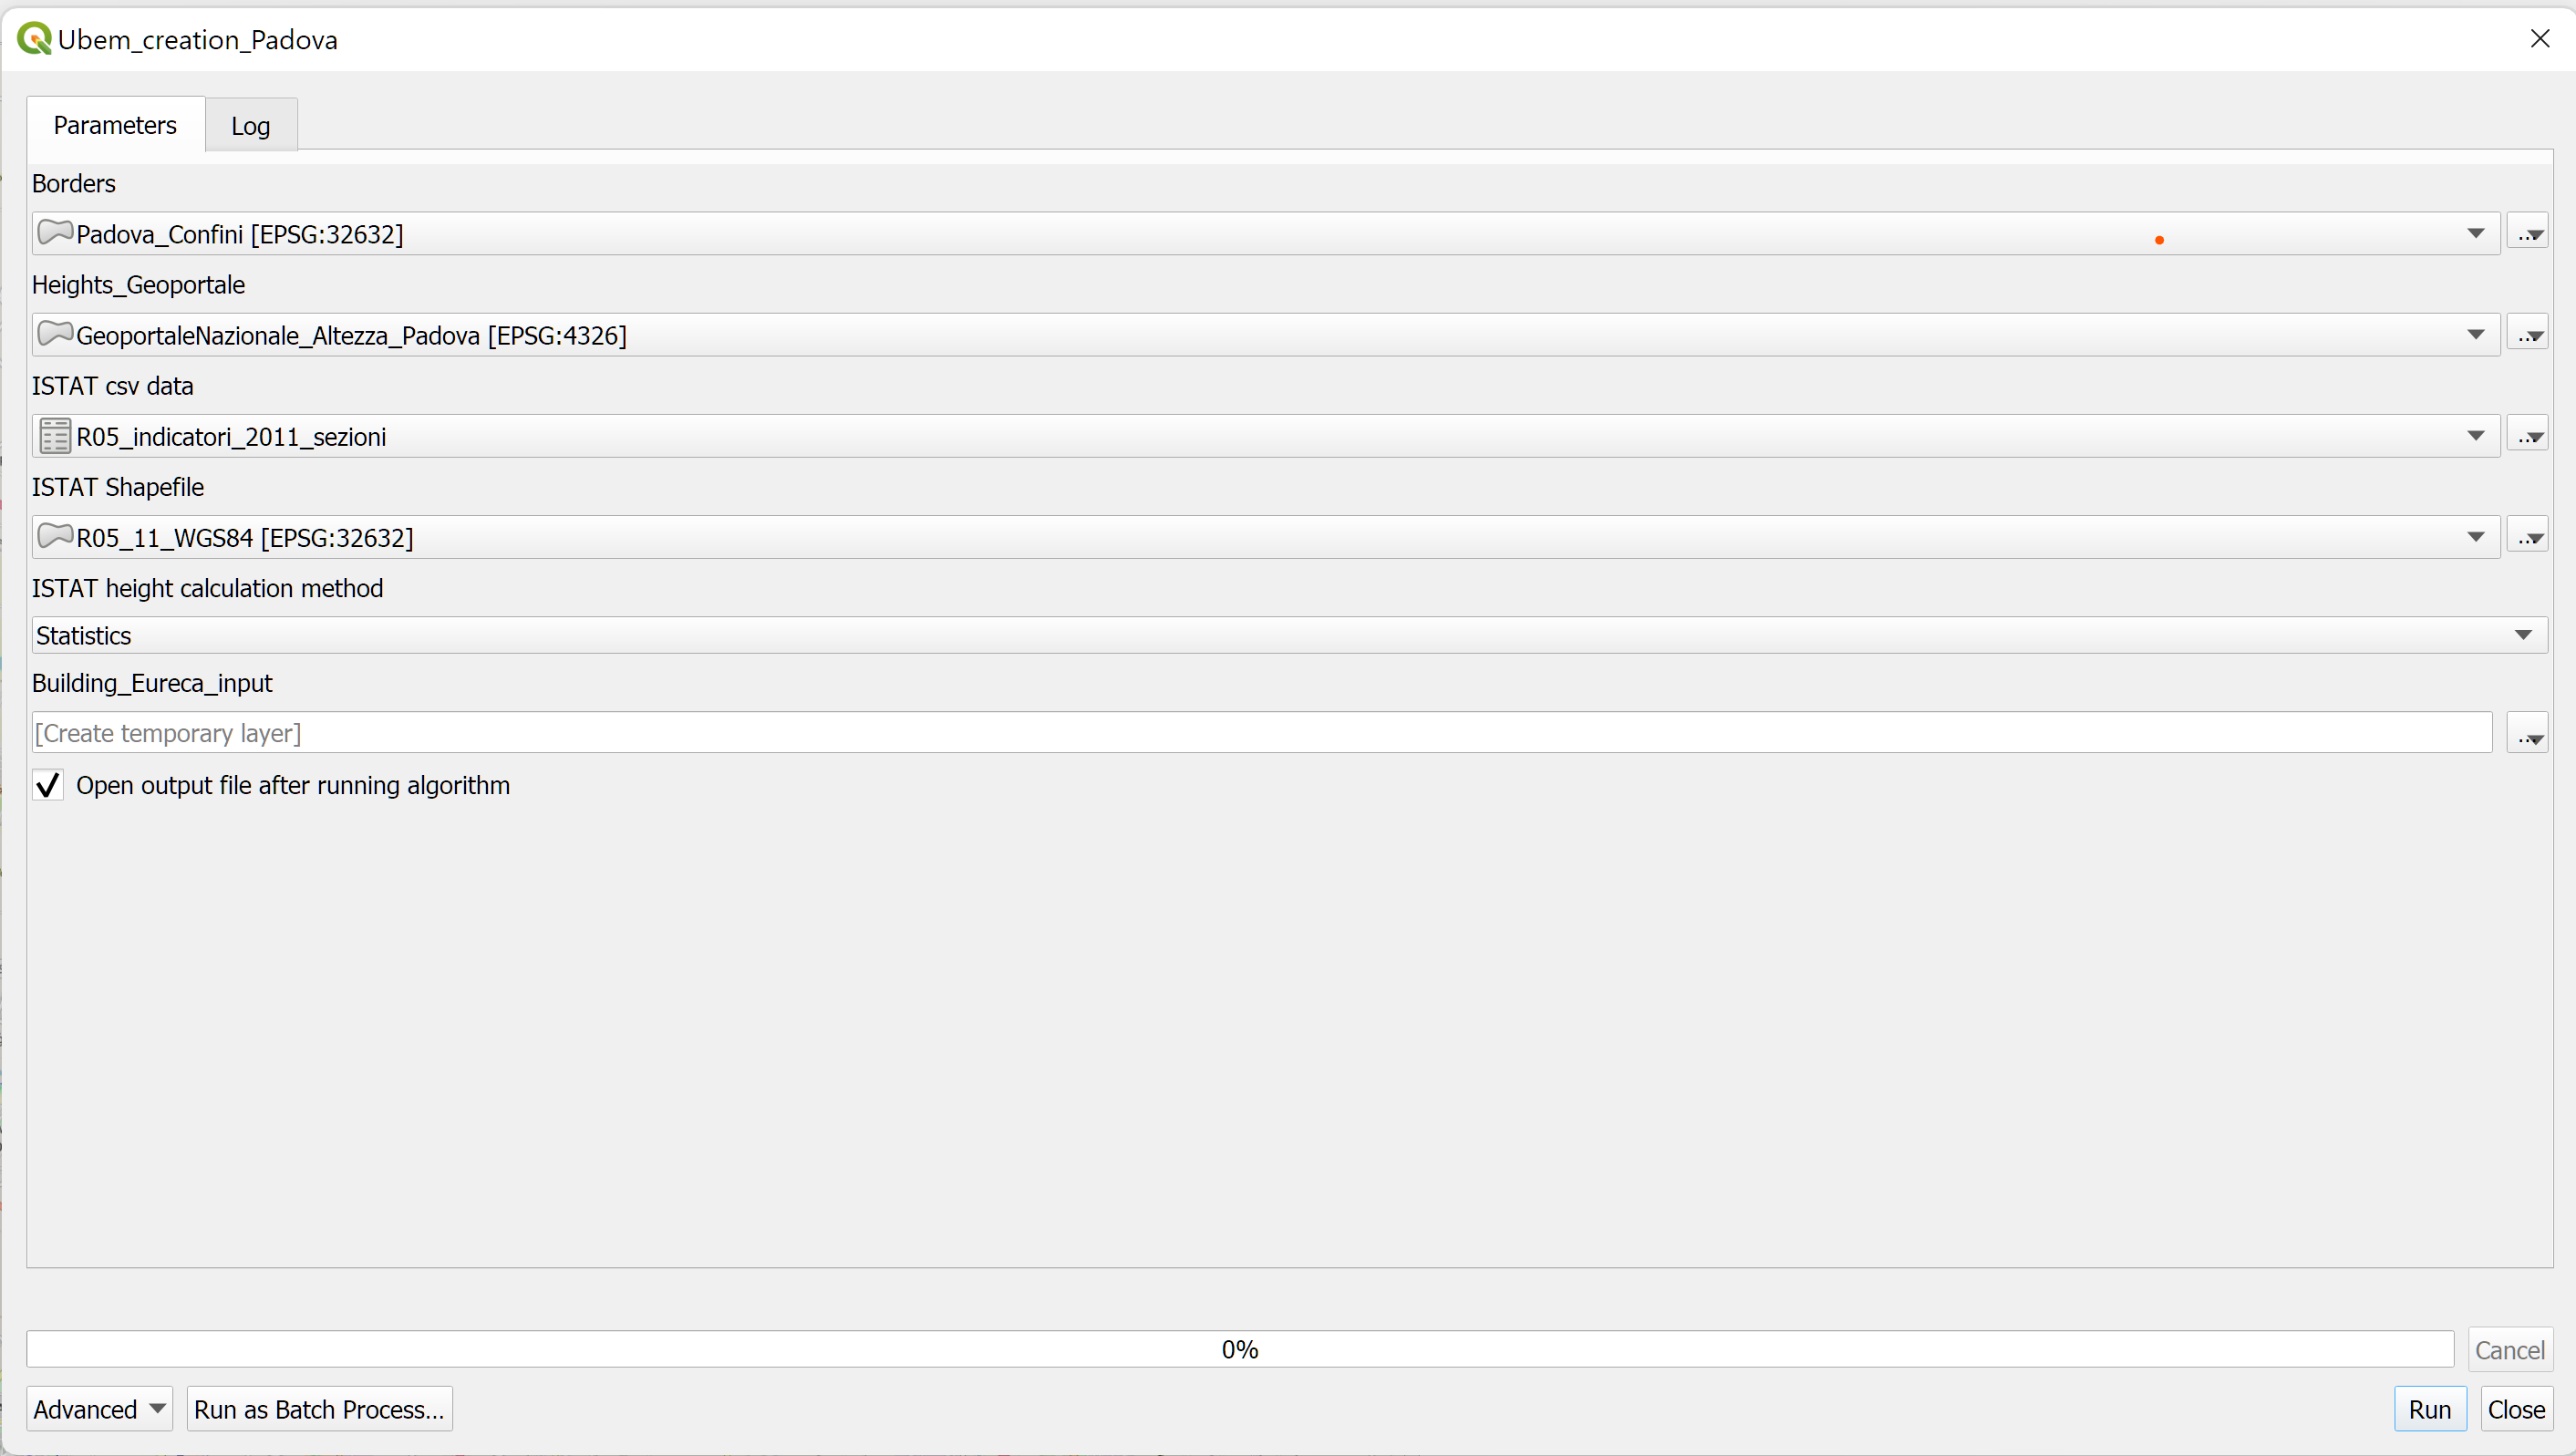 Ubem_creation_Padova
Parameters
Log
Borders
Padova_Confini [EPSG:32632]
...
Heights_Geoportale
GeoportaleNazionale_Altezza_Padova [EPSG:4326]
...
ISTAT csv data
R05_indicatori_2011_sezioni
...
ISTAT Shapefile
R05_11_WGS84 [EPSG:32632]
...
ISTAT height calculation method
Statistics
Building_Eureca_input
[Create temporary layer]
...
Open output file after running algorithm
0%
Cancel
Advanced
Run as Batch Process...
Run
Close